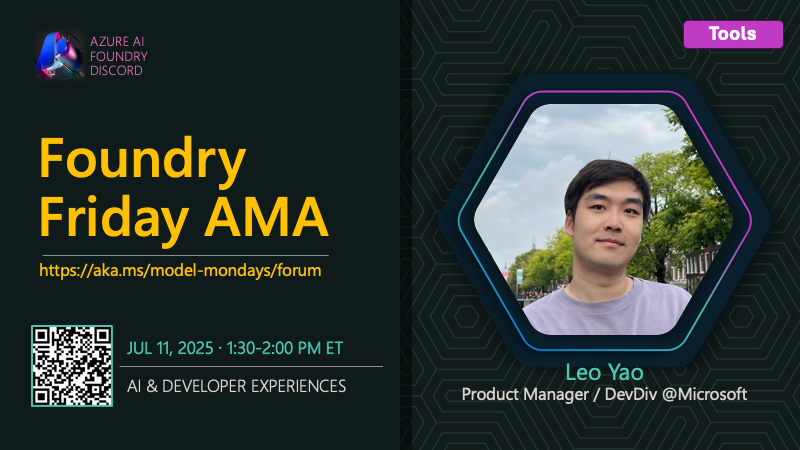 AZURE AI
FOUNDRY
DISCORD
Foundry
Friday AMA
https://aka.ms/model-mondays/forum
JUL 11, 2025 · 1:30-2:00 PM ET
AI & DEVELOPER EXPERIENCES
Tools
Leo Yao
Product Manager / DevDiv @Microsoft